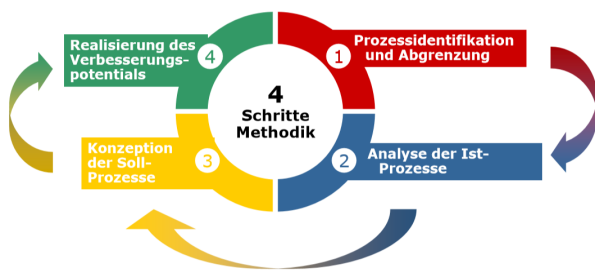 Prozessidentifikation
und Abgrenzung
1
Analyse der Ist-
Prozesse
2
Konzeption
der Soll-
Prozesse
3
Realisierung des
Verbesserungs-
potentials
4
4
Schritte
Methodik